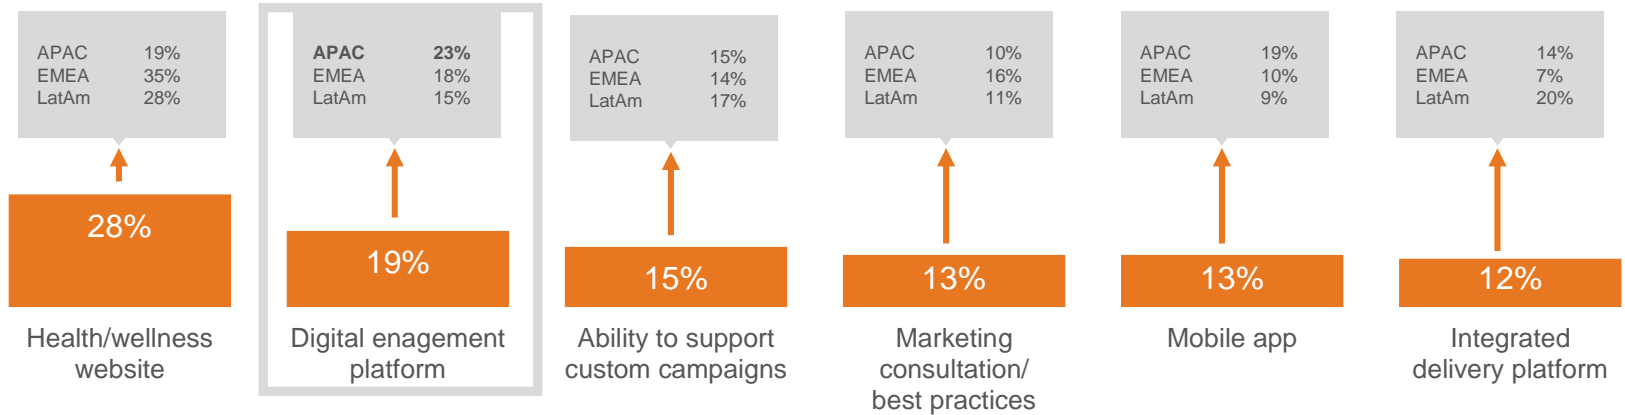 APAC 19%
EMEA 35%
LatAm 28%
APAC 23%
EMEA 18%
LatAm 15%
APAC 15%
EMEA 14%
LatAm 17%
APAC 10%
EMEA 16%
LatAm 11%
APAC 19%
EMEA 10%
LatAm 9%
APAC 14%
EMEA 7%
LatAm 20%
28%
19%
15%
13%
13%
12%
Health/wellness
website
Digital enagement
platform
Ability to support
custom campaigns
Marketing
consultation/
best practices
Mobile app
Integrated
delivery platform